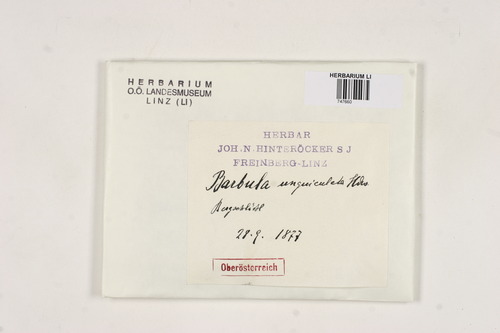 HERBARIUM
O.Ö. LANDESMUSEUM
LINZ (LI)
HERBARIUM LI
HERBAR
JOH. N. HINTERÖCKER S J
FREINBERG-LINZ
Barbula unguiculata
28.9. 1877
Oberösterreich